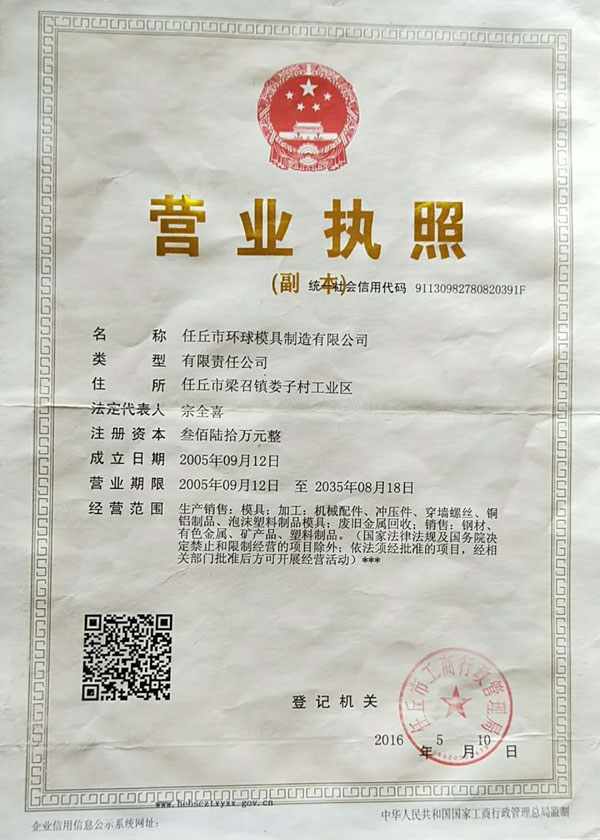 营业执照
(副 本) 统一社会信用代码 91130982780820391F
名 称 任丘市环球模具制造有限公司
类 型 有限责任公司
住 所 任丘市梁召镇娄子村工业区
法定代表人 宗全喜
注册资本 叁佰陆拾万元整
成立日期 2005年09月12日
营业期限 2005年09月12日 至 2035年08月18日
经营范围 生产销售：模具；加工：机械配件、冲压件、穿墙螺丝、铜
铝制品、泡沫塑料制品模具；废旧金属回收；销售：钢材、
有色金属、矿产品、塑料制品。（国家法律法规及国务院决
定禁止和限制经营的项目除外；依法须经批准的项目，经相
关部门批准后方可开展经营活动）***
登记机关
任丘市工商行政管理局
2016 年 5 月 10 日
www.hebscztxyxx.gov.cn
企业信用信息公示系统网址：
中华人民共和国国家工商行政管理总局监制